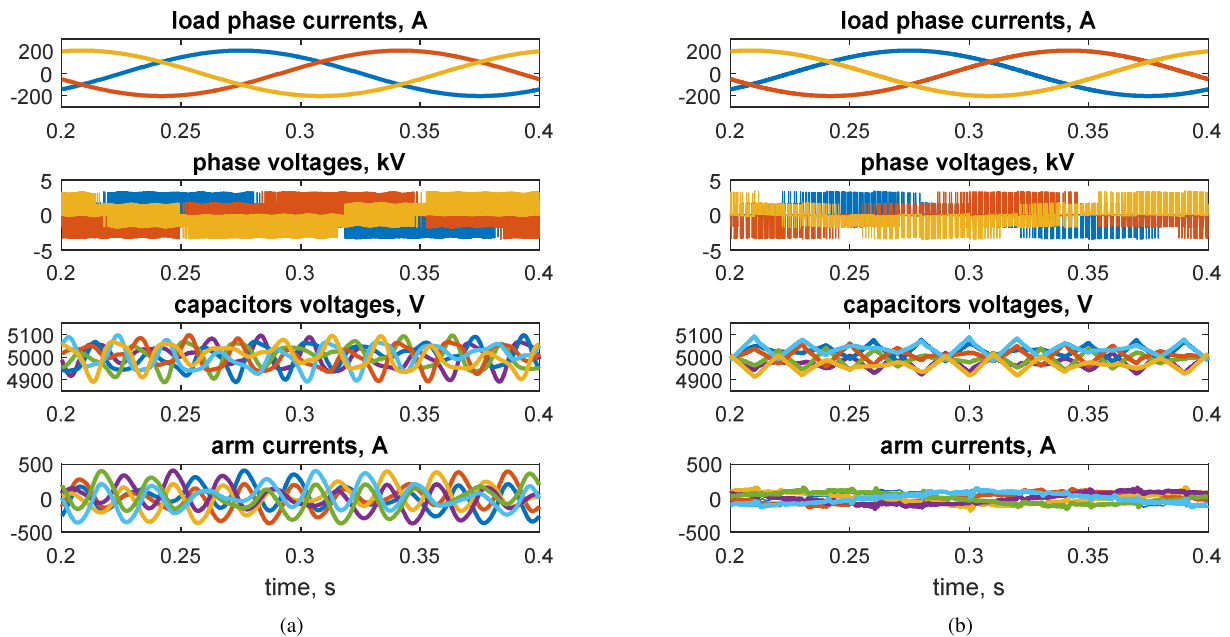 load phase currents, A
200
0
-200
0.2 0.25 0.3 0.35 0.4
phase voltages, kV
5
0
-5
0.2 0.25 0.3 0.35 0.4
capacitors voltages, V
5100
5000
4900
0.2 0.25 0.3 0.35 0.4
arm currents, A
500
0
-500
0.2 0.25 0.3 0.35 0.4
time, s
(a)
load phase currents, A
200
0
-200
0.2 0.25 0.3 0.35 0.4
phase voltages, kV
5
0
-5
0.2 0.25 0.3 0.35 0.4
capacitors voltages, V
5100
5000
4900
0.2 0.25 0.3 0.35 0.4
arm currents, A
500
0
-500
0.2 0.25 0.3 0.35 0.4
time, s
(b)